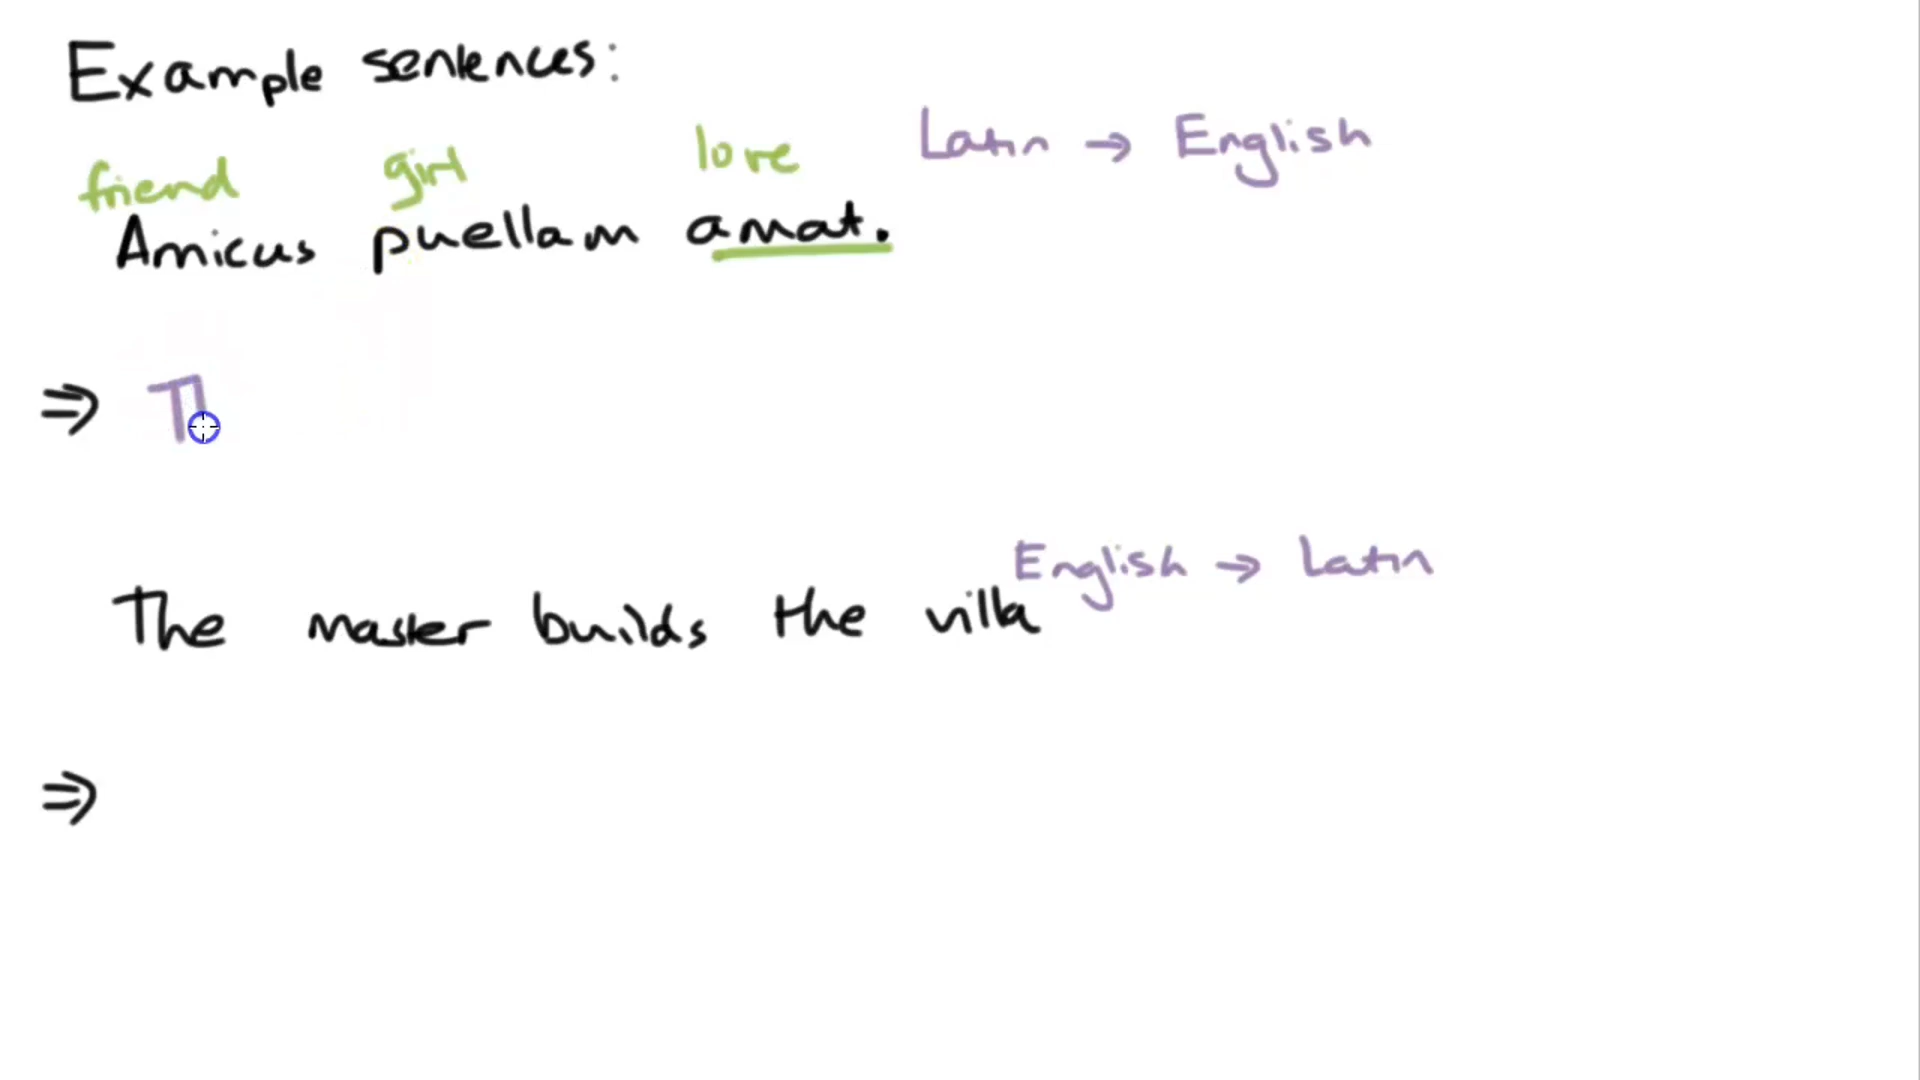 Example sentences:
Latin → English
friend girl love
Amicus puellam amat.
⇒ T
English → Latin
The master builds the villa
⇒